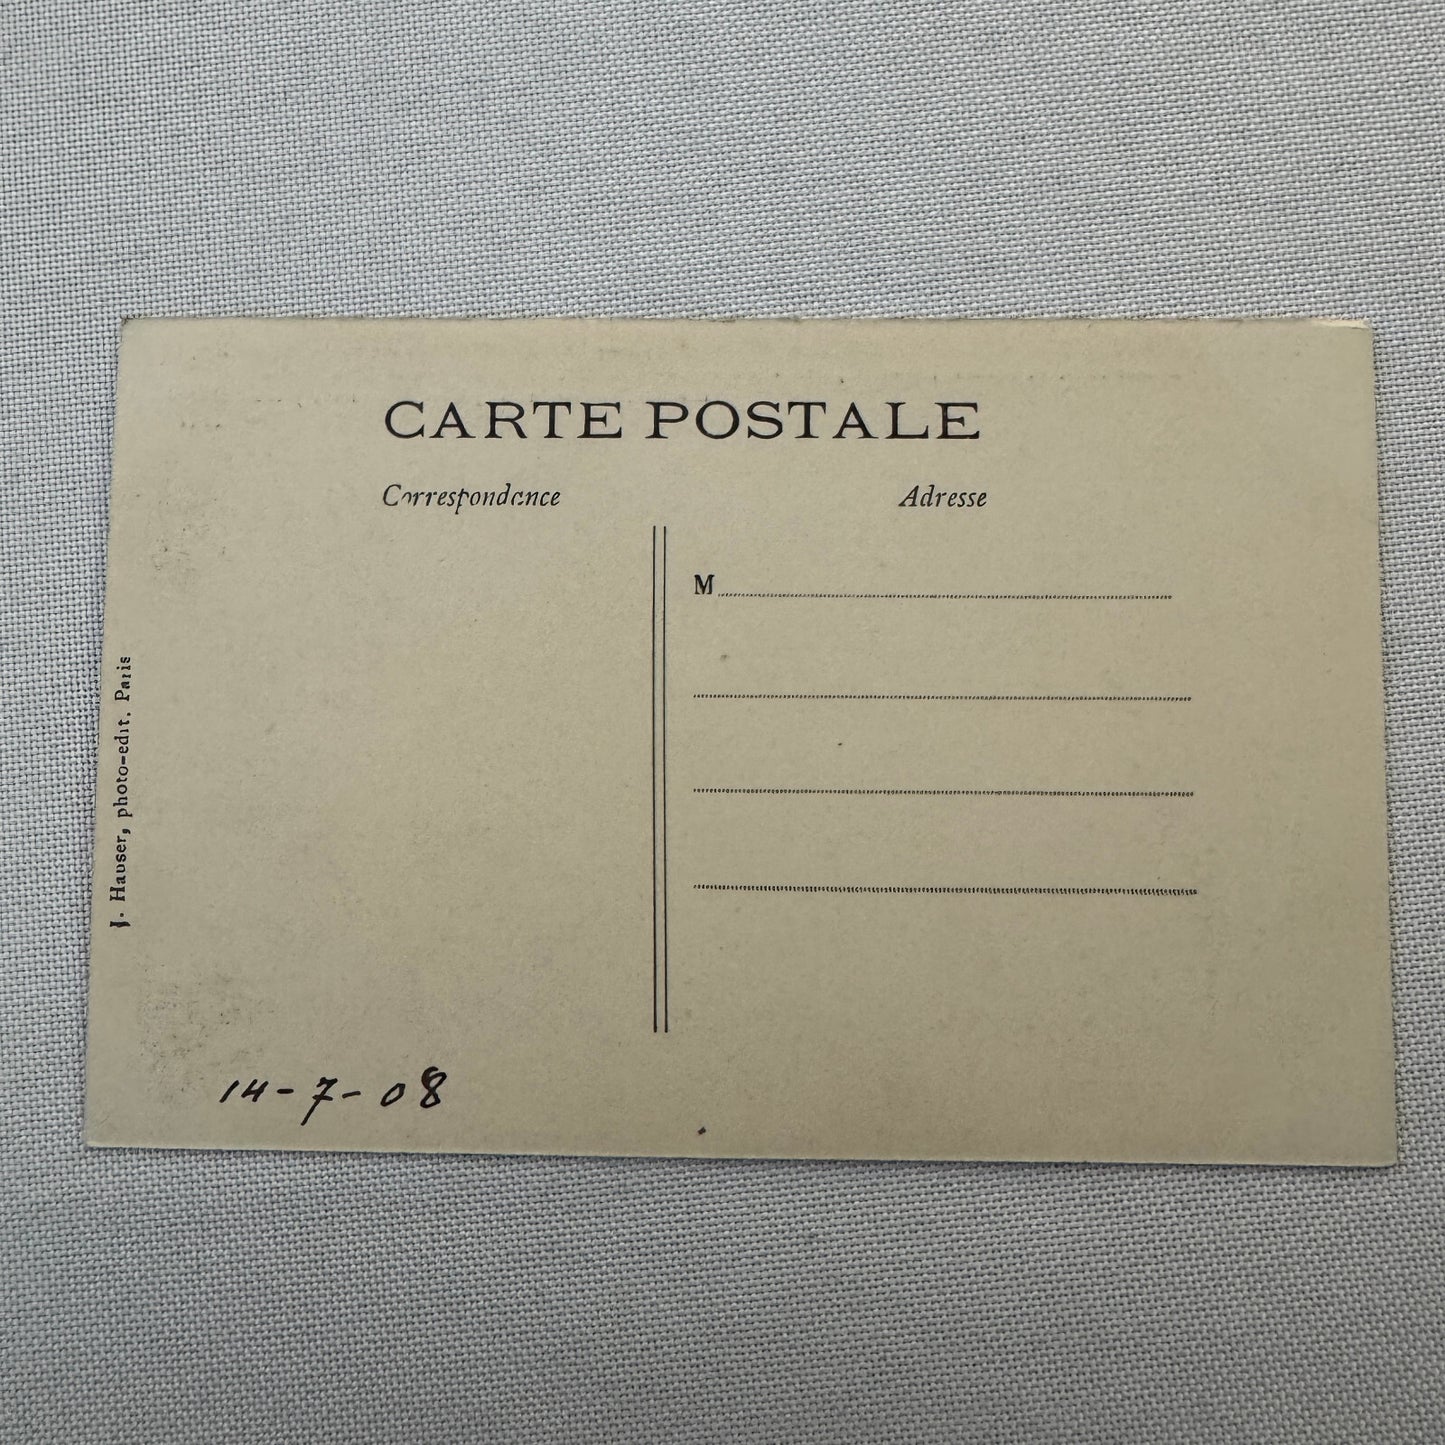 CARTE POSTALE
Correspondance
Adresse
M
J. Hauser, photo-edit. Paris
14-7-08